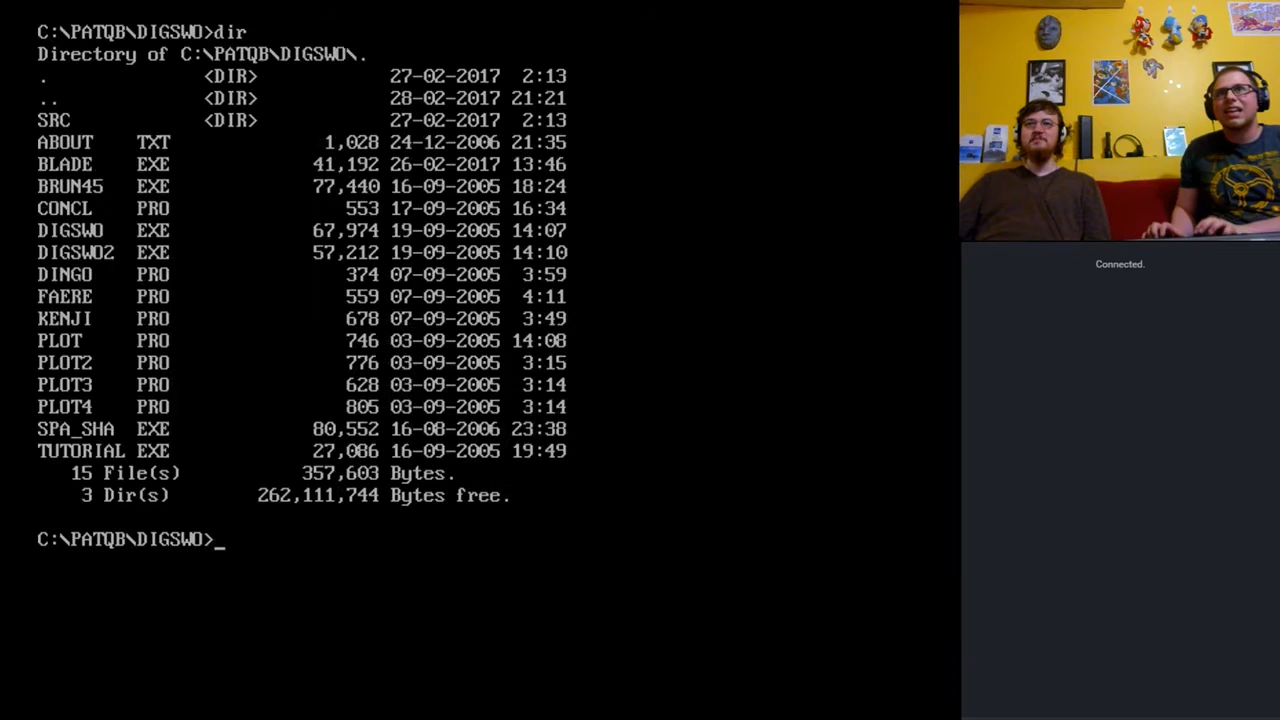 C:\PATQB\DIGSWO>dir
Directory of C:\PATQB\DIGSWO\.
. <DIR> 27-02-2017 2:13
.. <DIR> 28-02-2017 21:21
SRC <DIR> 27-02-2017 2:13
ABOUT TXT 1,028 24-12-2006 21:35
BLADE EXE 41,192 26-02-2017 13:46
BRUN45 EXE 77,440 16-09-2005 18:24
CONCL PRO 553 17-09-2005 16:34
DIGSWO EXE 67,974 19-09-2005 14:07
DIGSWO2 EXE 57,212 19-09-2005 14:10
DINGO PRO 374 07-09-2005 3:59
FAERE PRO 559 07-09-2005 4:11
KENJI PRO 678 07-09-2005 3:49
PLOT PRO 746 03-09-2005 14:08
PLOT2 PRO 776 03-09-2005 3:15
PLOT3 PRO 628 03-09-2005 3:14
PLOT4 PRO 805 03-09-2005 3:14
SPA_SHA EXE 80,552 16-08-2006 23:38
TUTORIAL EXE 27,086 16-09-2005 19:49
15 File(s) 357,603 Bytes.
3 Dir(s) 262,111,744 Bytes free.
C:\PATQB\DIGSWO>_
Connected.